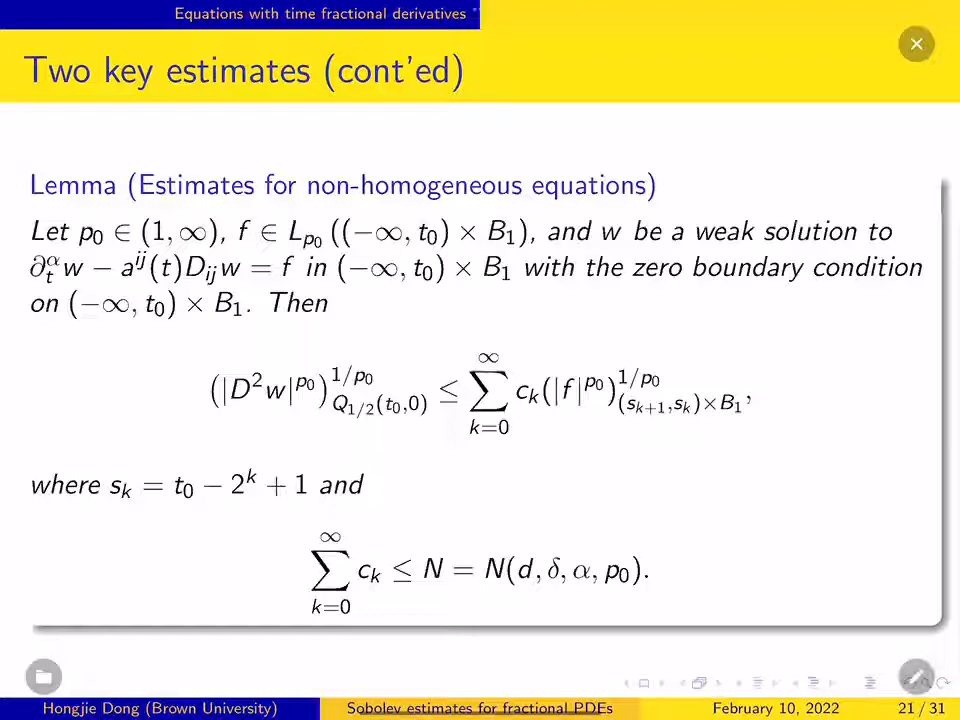 Equations with time fractional derivatives
Two key estimates (cont'ed)
Lemma (Estimates for non-homogeneous equations)
Let p₀ ∈ (1, ∞), f ∈ L_{p₀} ((−∞, t₀) × B₁), and w be a weak solution to
∂ₜ^α w − a^{ij}(t)D_{ij}w = f in (−∞, t₀) × B₁ with the zero boundary condition
on (−∞, t₀) × B₁. Then
(|D²w|^{p₀})^{1/p₀}_{Q_{1/2}(t₀,0)} ≤ ∑_{k=0}^{∞} c_k(|f|^{p₀})^{1/p₀}_{(s_{k+1},s_k)×B₁},
where s_k = t₀ − 2^k + 1 and
∑_{k=0}^{∞} c_k ≤ N = N(d, δ, α, p₀).
Hongjie Dong (Brown University) Sobolev estimates for fractional PDEs February 10, 2022 21 / 31